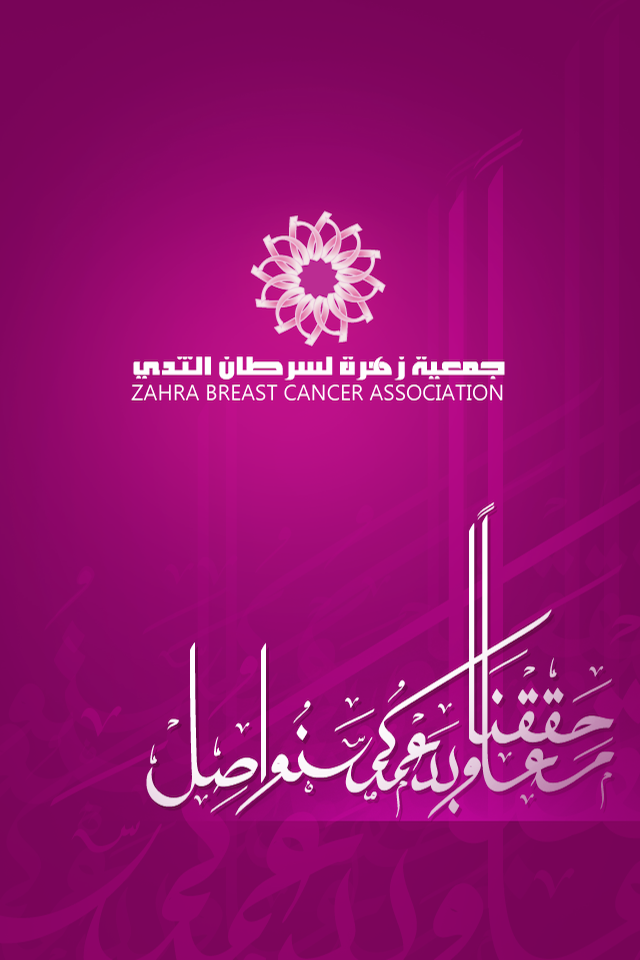 جمعية زهرة لسرطان الثدي
ZAHRA BREAST CANCER ASSOCIATION
حققنا
معا وبدعمكم سنواصل